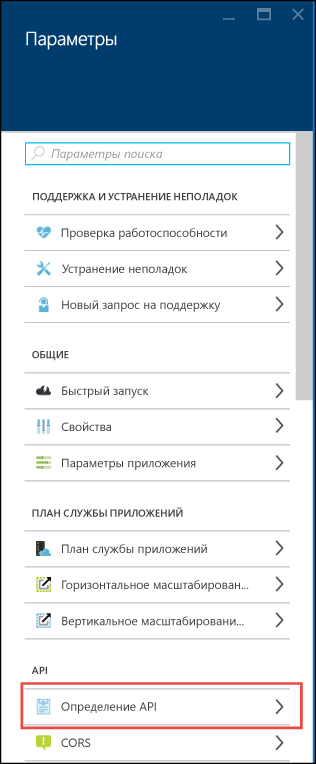 Параметры
Параметры поиска
ПОДДЕРЖКА И УСТРАНЕНИЕ НЕПОЛАДОК
Проверка работоспособности
Устранение неполадок
Новый запрос на поддержку
ОБЩИЕ
Быстрый запуск
Свойства
Параметры приложения
ПЛАН СЛУЖБЫ ПРИЛОЖЕНИЙ
План службы приложений
Горизонтальное масштабирован...
Вертикальное масштабировани...
API
Определение API
CORS